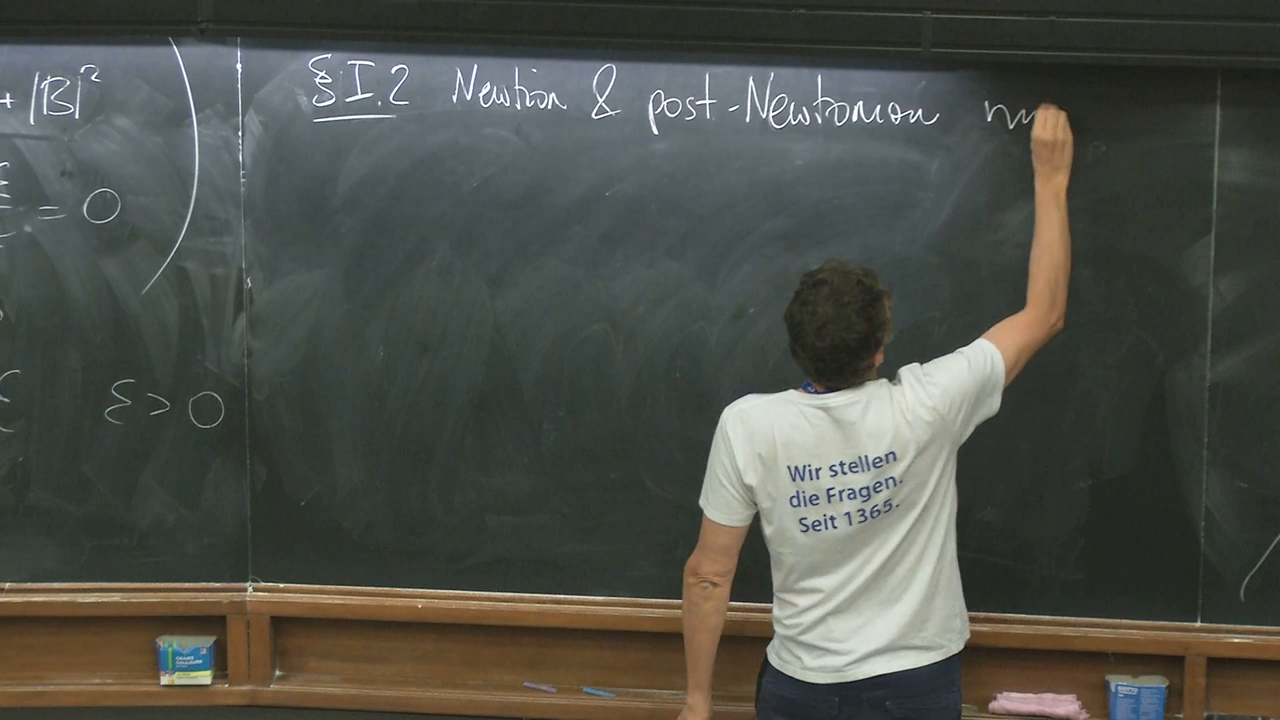 + |B|²
= 0
ε > 0
§ I.2 Newton & post-Newtonian
Wir stellen
die Fragen.
Seit 1365.